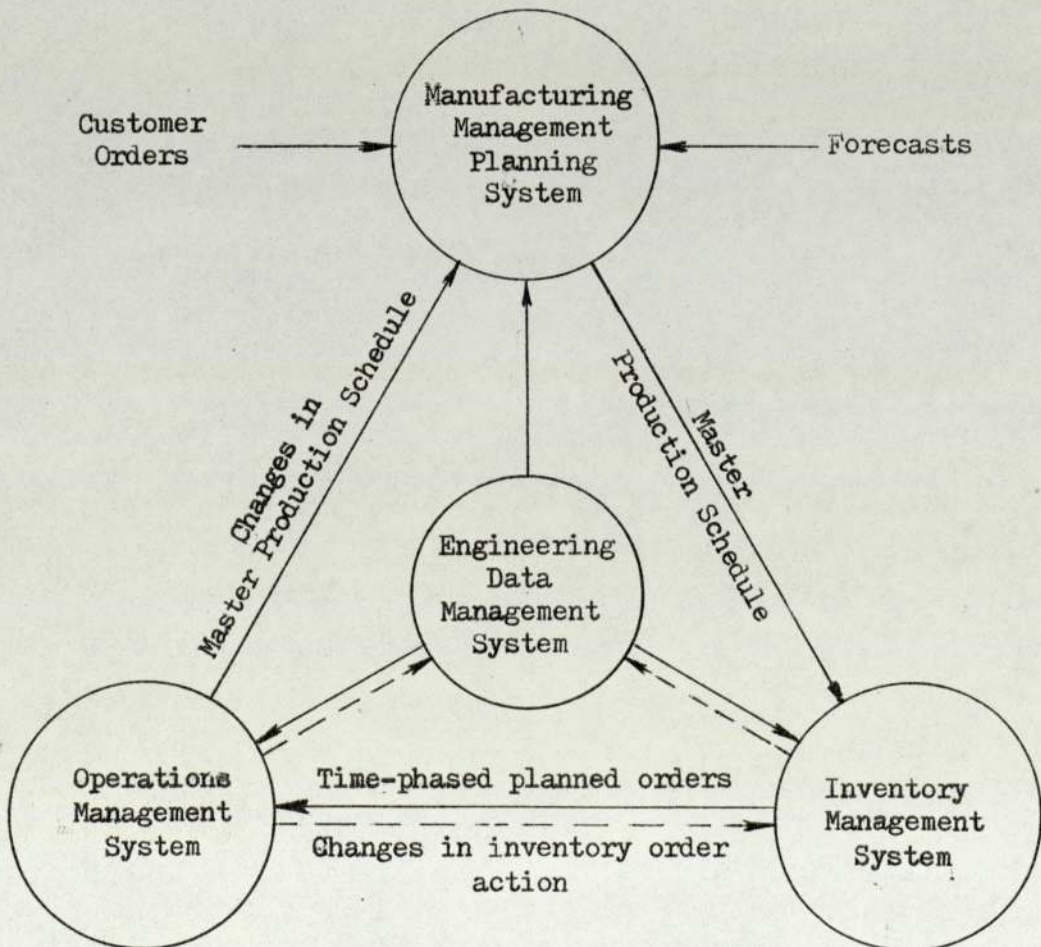 Manufacturing
Management
Planning
System
Customer
Orders
Forecasts
Changes in
Master Production Schedule
Master
Production Schedule
Engineering
Data
Management
System
Operations
Management
System
Time-phased planned orders
Changes in inventory order
action
Inventory
Management
System